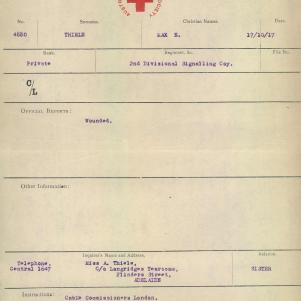 No. Surname. Christian Names. Date.
4650 THIELE MAX E. 17/10/17
Rank. Regiment, &c. File No.
Private 2nd Divisional Signalling Coy.
C/
/L
OFFICIAL REPORTS:
Wounded.
Other Information:
Inquirer's Name and Address. Relation.
Telephone, Miss A. Thiele,
Central 1647 C/o Langridges Tearooms, SISTER
Flinders Street,
ADELAIDE
Instructions: Cable Commissioners London.